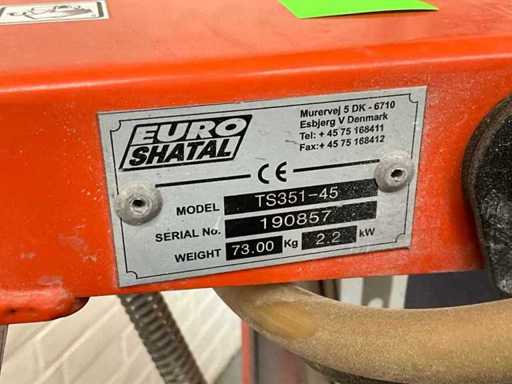 EURO
SHATAL
Murervej 5 DK - 6710
Esbjerg V Denmark
Tel: + 45 75 168411
Fax:+ 45 75 168412
CE
MODEL TS351-45
SERIAL No. 190857
WEIGHT 73.00 Kg 2.2 kW